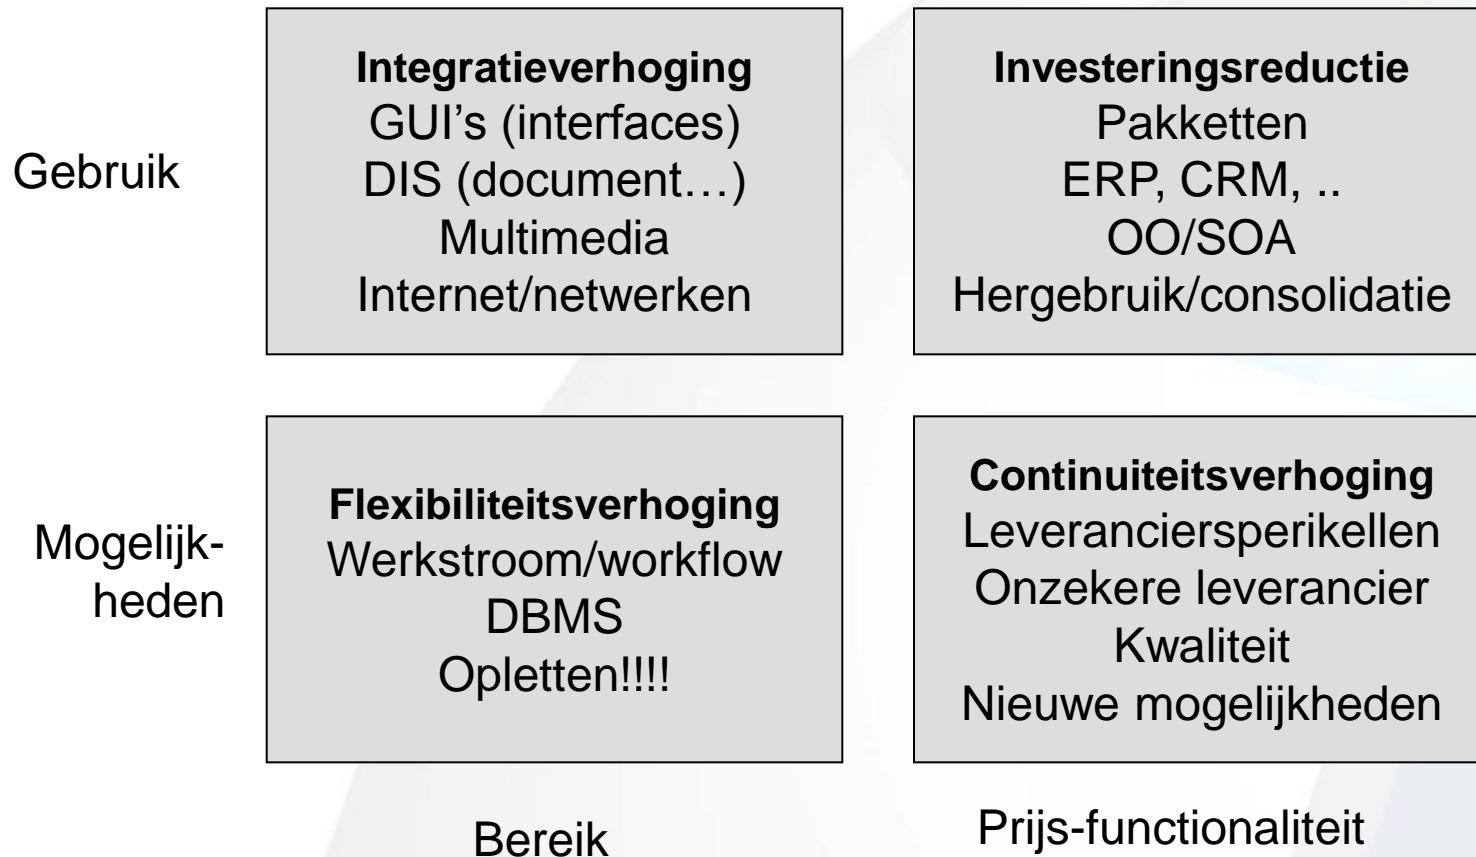 Gebruik
Integratieverhoging
GUI’s (interfaces)
DIS (document…)
Multimedia
Internet/netwerken
Investeringsreductie
Pakketten
ERP, CRM, ..
OO/SOA
Hergebruik/consolidatie
Mogelijk-
heden
Flexibiliteitsverhoging
Werkstroom/workflow
DBMS
Opletten!!!!
Continuiteitsverhoging
Leveranciersperikellen
Onzekere leverancier
Kwaliteit
Nieuwe mogelijkheden
Bereik
Prijs-functionaliteit